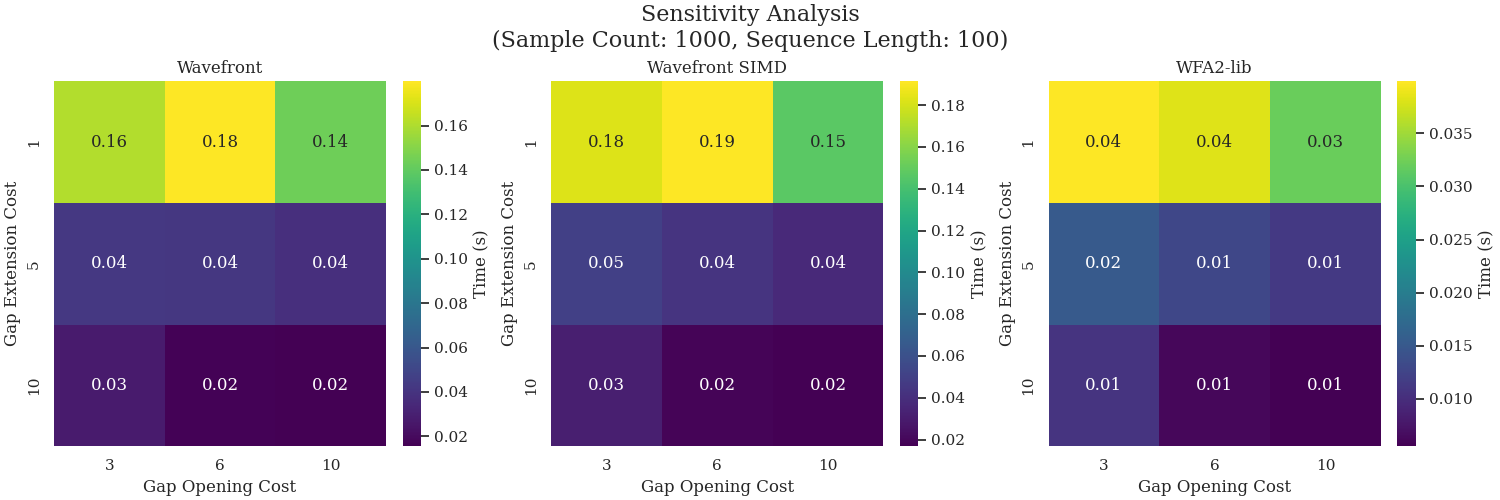 Sensitivity Analysis
(Sample Count: 1000, Sequence Length: 100)
Wavefront
Gap Extension Cost
1
0.16 0.18 0.14
5
0.04 0.04 0.04
10
0.03 0.02 0.02
3 6 10
Gap Opening Cost
0.16
0.14
0.12
0.10
0.08
0.06
0.04
0.02
Time (s)
Wavefront SIMD
Gap Extension Cost
1
0.18 0.19 0.15
5
0.05 0.04 0.04
10
0.03 0.02 0.02
3 6 10
Gap Opening Cost
0.18
0.16
0.14
0.12
0.10
0.08
0.06
0.04
0.02
Time (s)
WFA2-lib
Gap Extension Cost
1
0.04 0.04 0.03
5
0.02 0.01 0.01
10
0.01 0.01 0.01
3 6 10
Gap Opening Cost
0.035
0.030
0.025
0.020
0.015
0.010
Time (s)